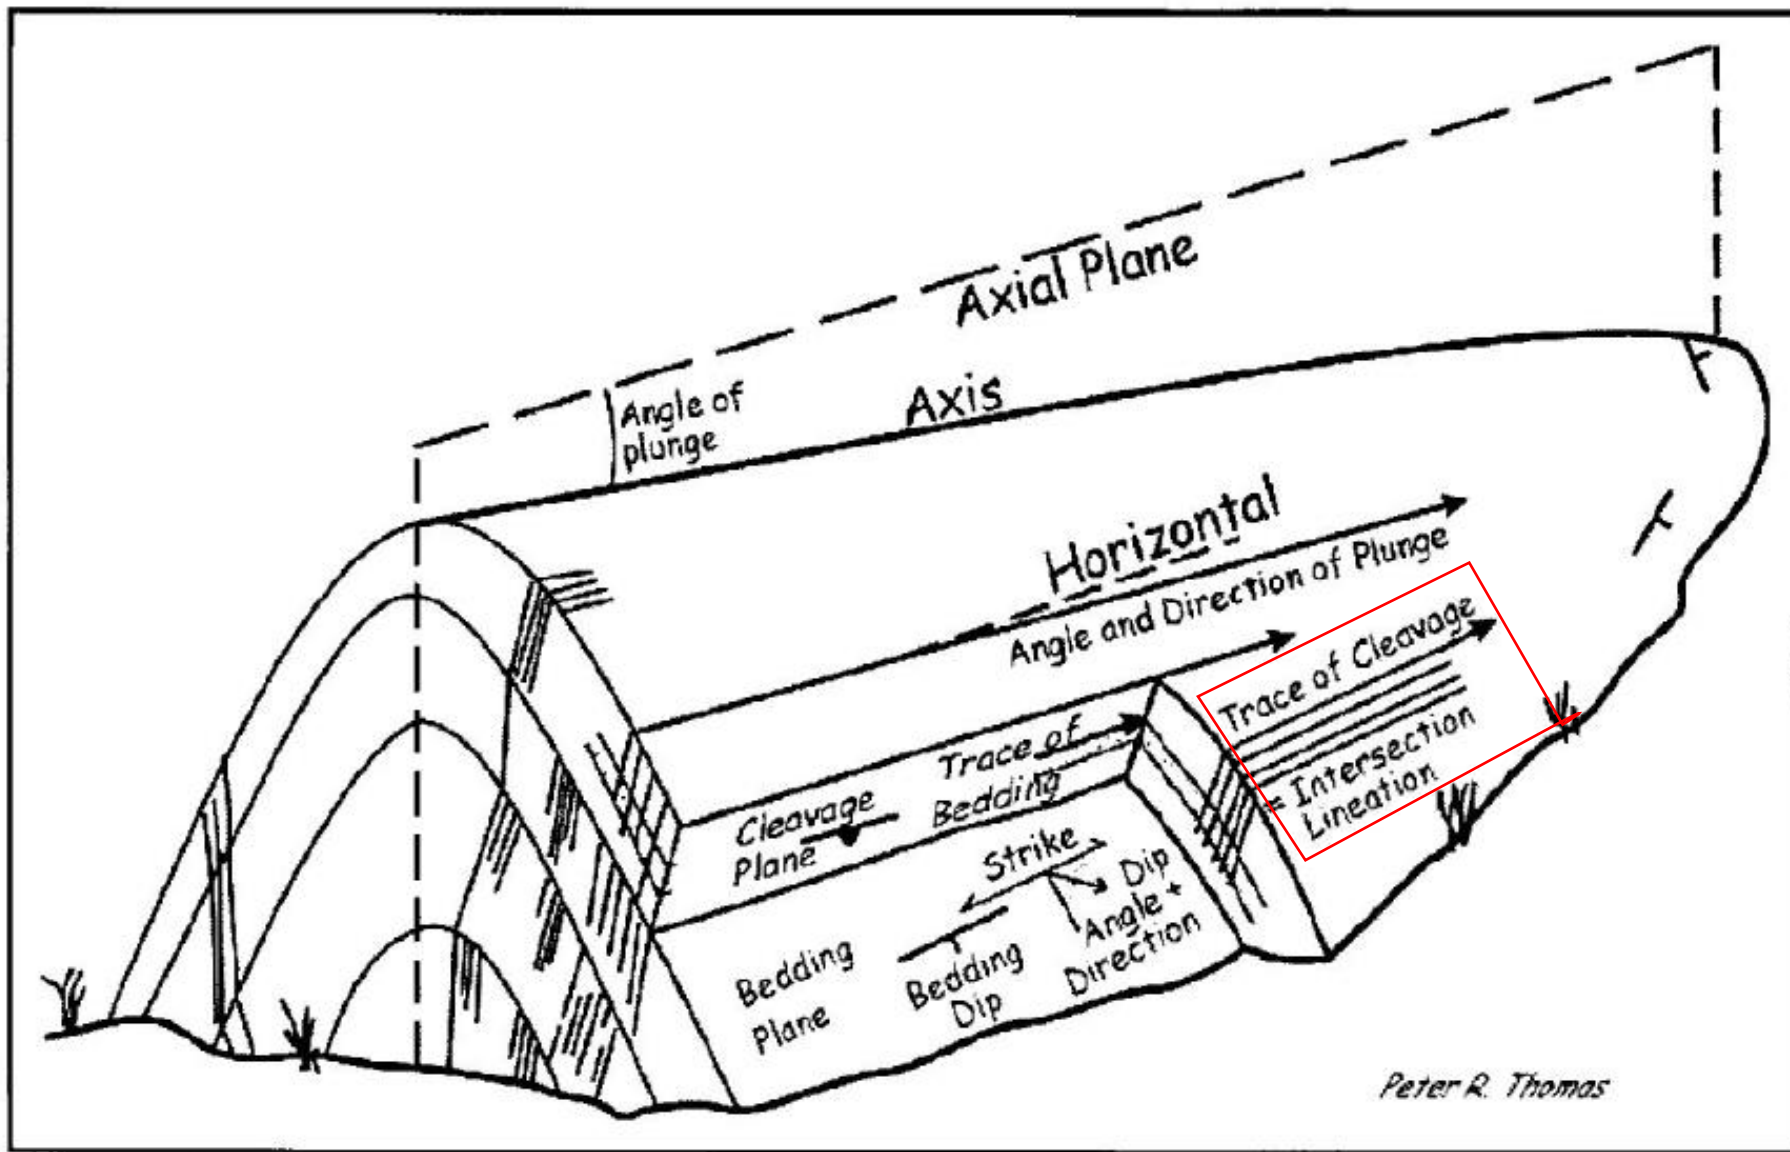 Axial Plane
Angle of
plunge
Axis
Horizontal
Angle and Direction of Plunge
Trace of Cleavage
= Intersection
Lineation
Trace of
Bedding
Cleavage
Plane
Strike
Dip
Angle +
Direction
Bedding
Dip
Bedding
Plane
Peter R. Thomas